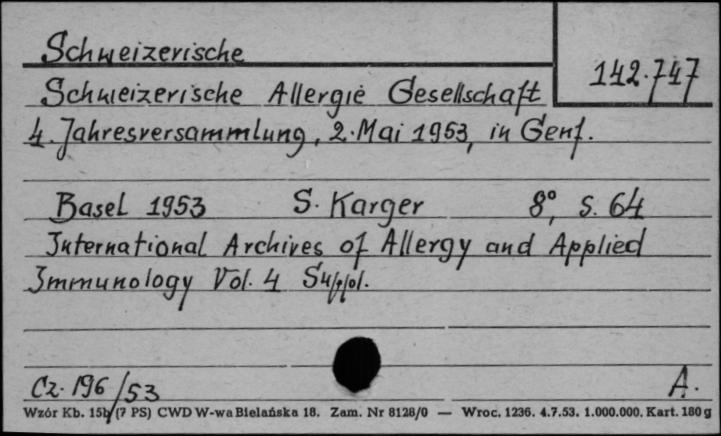 Schweizerische
142.747
Schweizerische Allergie Gesellschaft
4. Jahresversammlung, 2. Mai 1953, in Genf.
Basel 1953 S. Karger 8°, S. 64
International Archives of Allergy and Applied
Immunology Vol. 4 Suppl.
Cz. 196/53 A.
Wzór Kb. 15b (7 PS) CWD W-wa Bielańska 18. Zam. Nr 8128/0 — Wroc. 1236. 4.7.53. 1.000.000. Kart. 180 g